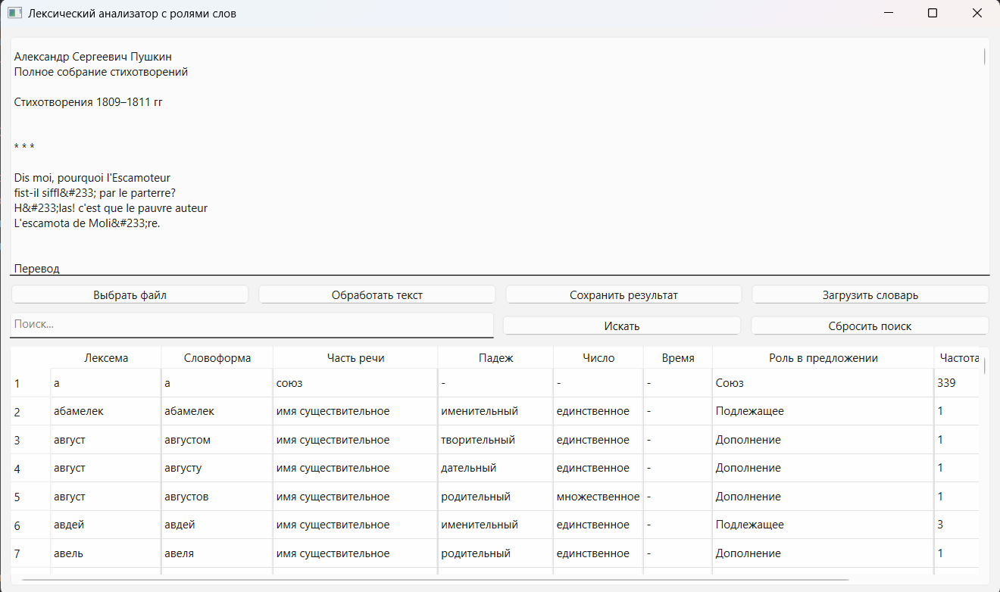 Лексический анализатор с ролями слов
Александр Сергеевич Пушкин
Полное собрание стихотворений
Стихотворения 1809–1811 гг
* * *
Dis moi, pourquoi l'Escamoteur
fist-il siffl&#233; par le parterre?
H&#233;las! c'est que le pauvre auteur
L'escamota de Moli&#233;re.
Перевод
Выбрать файл Обработать текст Сохранить результат Загрузить словарь
Поиск... Искать Сбросить поиск
Лексема Словоформа Часть речи Падеж Число Время Роль в предложении Частота
1 а а союз - - - Союз 339
2 абамелек абамелек имя существительное именительный единственное - Подлежащее 1
3 август августом имя существительное творительный единственное - Дополнение 1
4 август августу имя существительное дательный единственное - Дополнение 1
5 август августов имя существительное родительный множественное - Дополнение 1
6 авдей авдей имя существительное именительный единственное - Подлежащее 3
7 авель авеля имя существительное родительный единственное - Дополнение 1